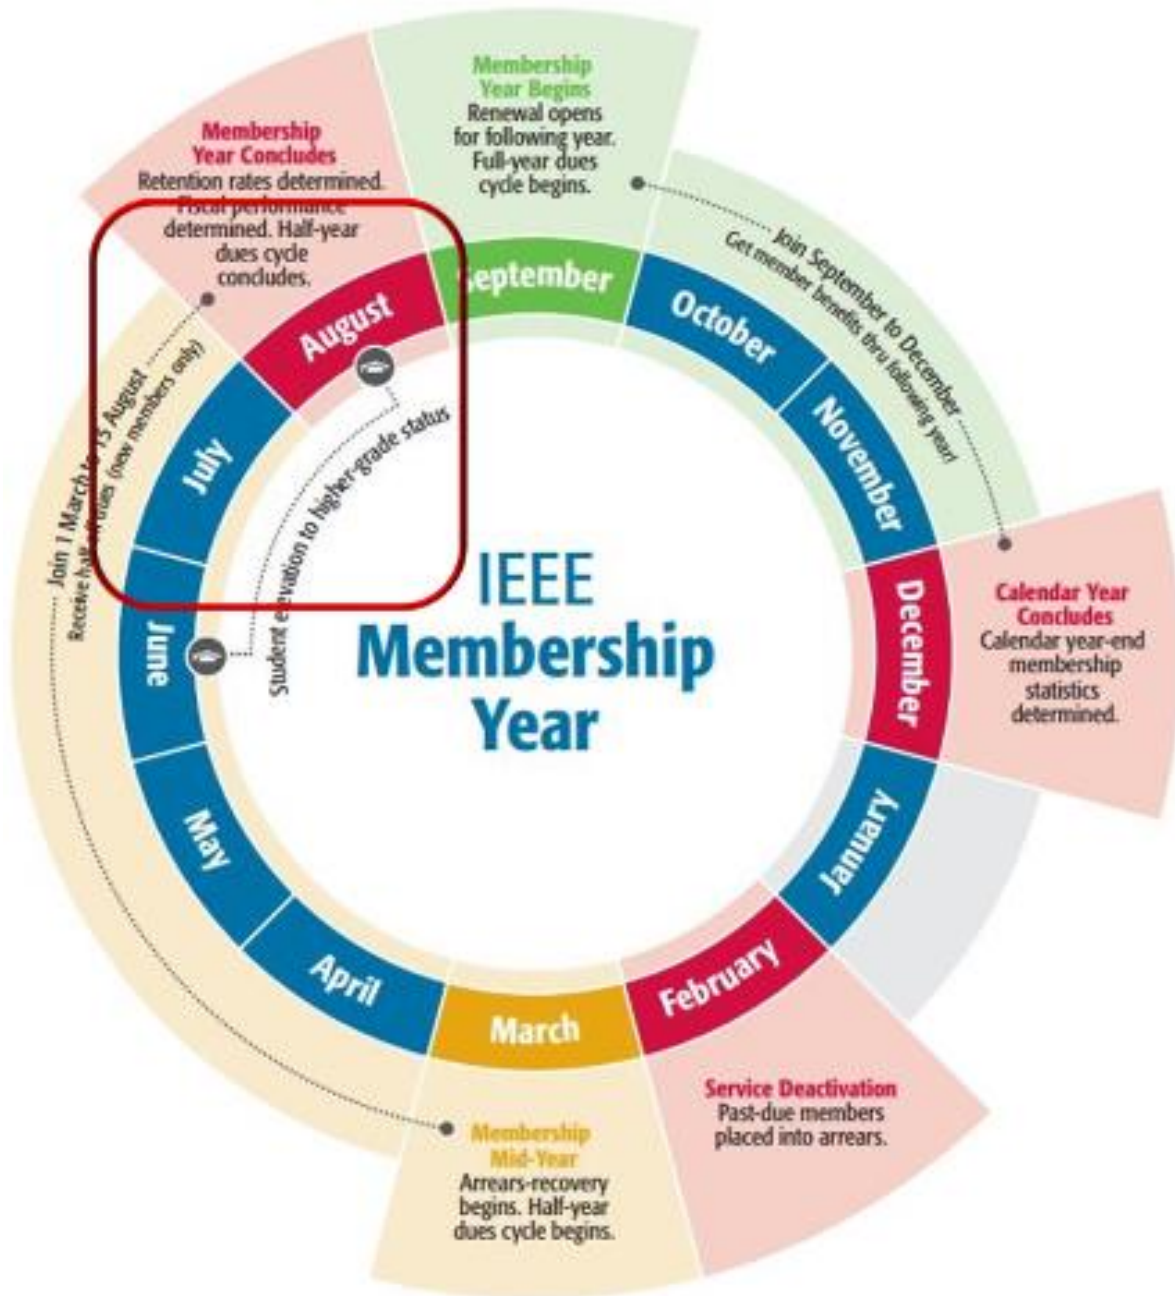 Membership
Year Begins
Renewal opens
for following year.
Full-year dues
cycle begins.
Membership
Year Concludes
Retention rates determined.
Fiscal performance
determined. Half-year
dues cycle
concludes.
Join September to December
Get member benefits thru following year!
September
October
November
December
January
February
March
April
May
June
July
August
Calendar Year
Concludes
Calendar year-end
membership
statistics
determined.
Service Deactivation
Past-due members
placed into arrears.
Membership
Mid-Year
Arrears-recovery
begins. Half-year
dues cycle begins.
Join 1 March to 15 August
Receive half off dues (new members only)
Student elevation to higher-grade status
IEEE
Membership
Year